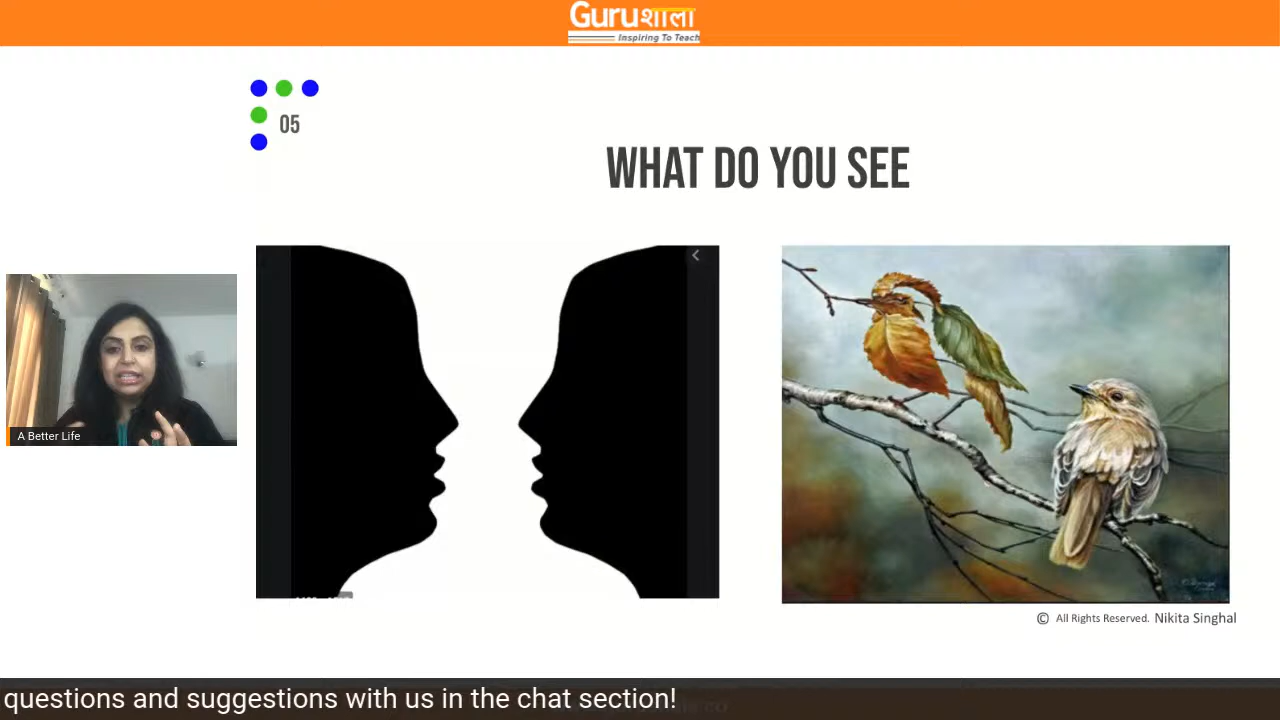 Guruशाला
Inspiring To Teach
05
WHAT DO YOU SEE
A Better Life
© All Rights Reserved. Nikita Singhal
questions and suggestions with us in the chat section!